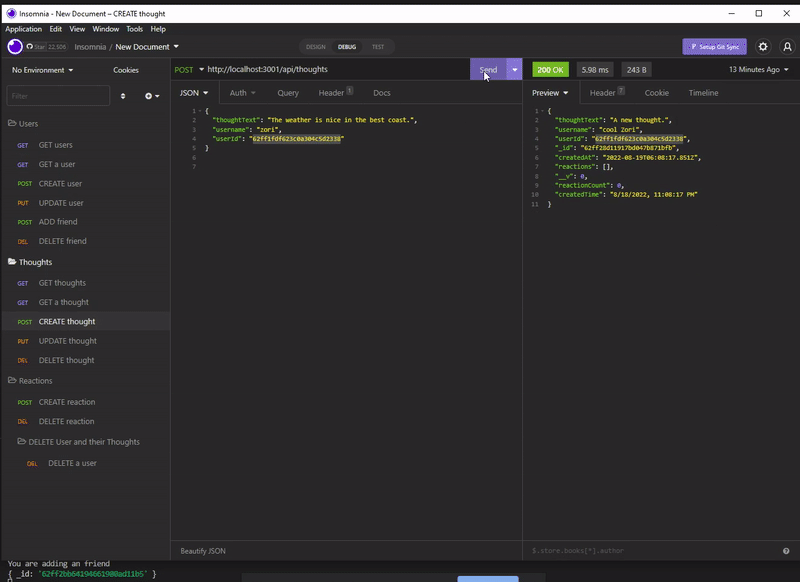 Insomnia - New Document – CREATE thought
Application Edit View Window Tools Help
Star 22,506 Insomnia / New Document DESIGN DEBUG TEST Setup Git Sync
No Environment Cookies
POST http://localhost:3001/api/thoughts Send 200 OK 5.98 ms 243 B 13 Minutes Ago
Filter
JSON Auth Query Header 1 Docs
Preview Header 7 Cookie Timeline
Users
GET GET users
GET GET a user
POST CREATE user
PUT UPDATE user
POST ADD friend
DEL DELETE friend
Thoughts
GET GET thoughts
GET GET a thought
POST CREATE thought
PUT UPDATE thought
DEL DELETE thought
Reactions
POST CREATE reaction
DEL DELETE reaction
DELETE User and their Thoughts
DEL DELETE a user
1 {
2 "thoughtText": "The weather is nice in the best coast.",
3 "username": "zori",
4 "userId": "62ff1fdf623c0a304c5d2338"
5 }
6
7
1 {
2 "thoughtText": "A new thought.",
3 "username": "cool Zori",
4 "userId": "62ff1fdf623c0a304c5d2338",
5 "_id": "62ff28d11917bd047b871bfb",
6 "createdAt": "2022-08-19T06:08:17.851Z",
7 "reactions": [],
8 "__v": 0,
9 "reactionCount": 0,
10 "createdTime": "8/18/2022, 11:08:17 PM"
11 }
Beautify JSON
$.store.books[*].author
You are adding an friend
{ _id: '62ff2bb64194661980ad11b5' }